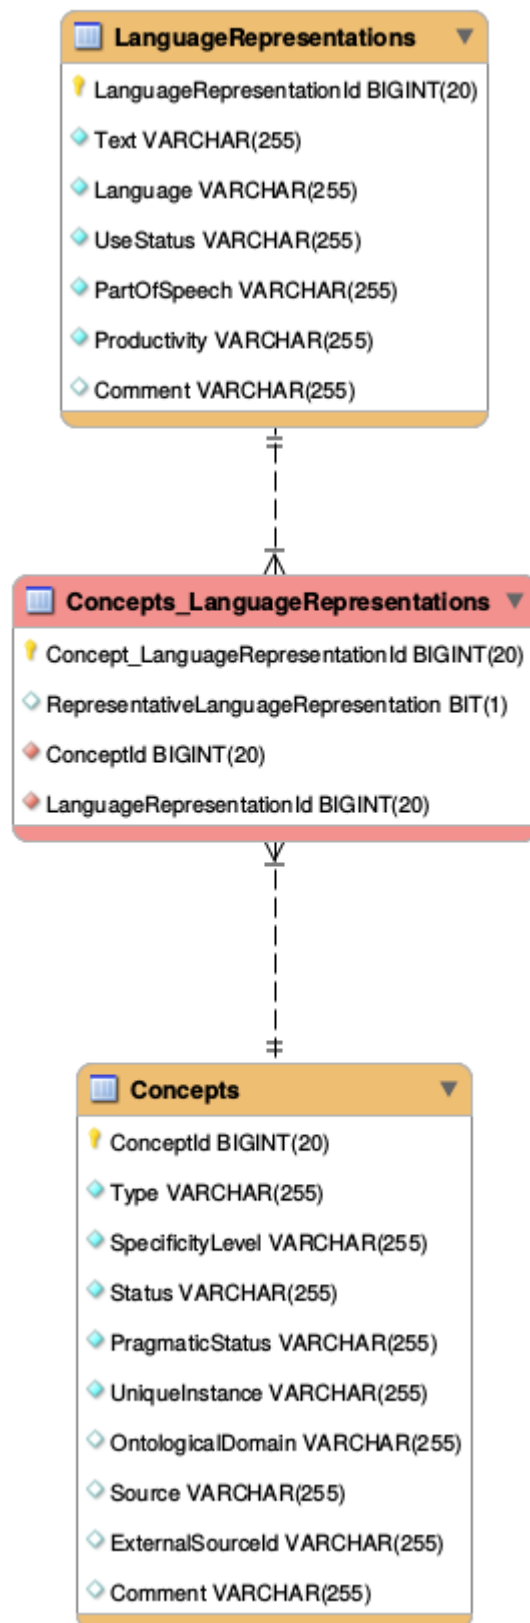 LanguageRepresentations
LanguageRepresentationId BIGINT(20)
Text VARCHAR(255)
Language VARCHAR(255)
UseStatus VARCHAR(255)
PartOfSpeech VARCHAR(255)
Productivity VARCHAR(255)
Comment VARCHAR(255)
Concepts_LanguageRepresentations
Concept_LanguageRepresentationId BIGINT(20)
RepresentativeLanguageRepresentation BIT(1)
ConceptId BIGINT(20)
LanguageRepresentationId BIGINT(20)
Concepts
ConceptId BIGINT(20)
Type VARCHAR(255)
SpecificityLevel VARCHAR(255)
Status VARCHAR(255)
PragmaticStatus VARCHAR(255)
UniqueInstance VARCHAR(255)
OntologicalDomain VARCHAR(255)
Source VARCHAR(255)
ExternalSourceId VARCHAR(255)
Comment VARCHAR(255)